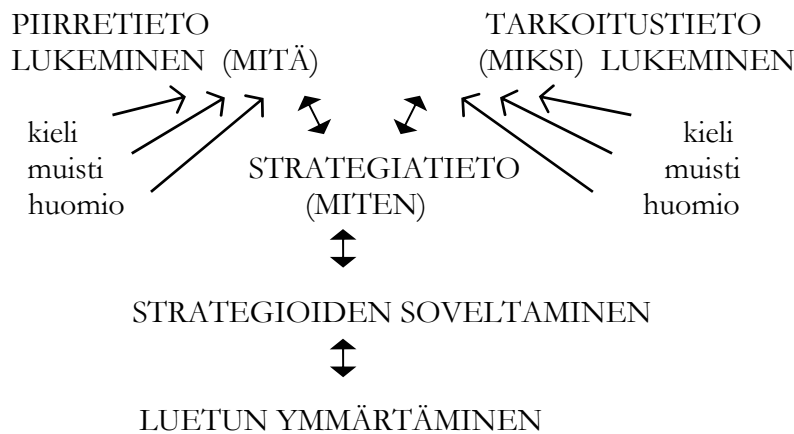 PIIRRETIETO
LUKEMINEN (MITÄ)
TARKOITUSTIETO
(MIKSI) LUKEMINEN
kieli
muisti
huomio
kieli
muisti
huomio
STRATEGIATIETO
(MITEN)
STRATEGIOIDEN SOVELTAMINEN
LUETUN YMMÄRTÄMINEN